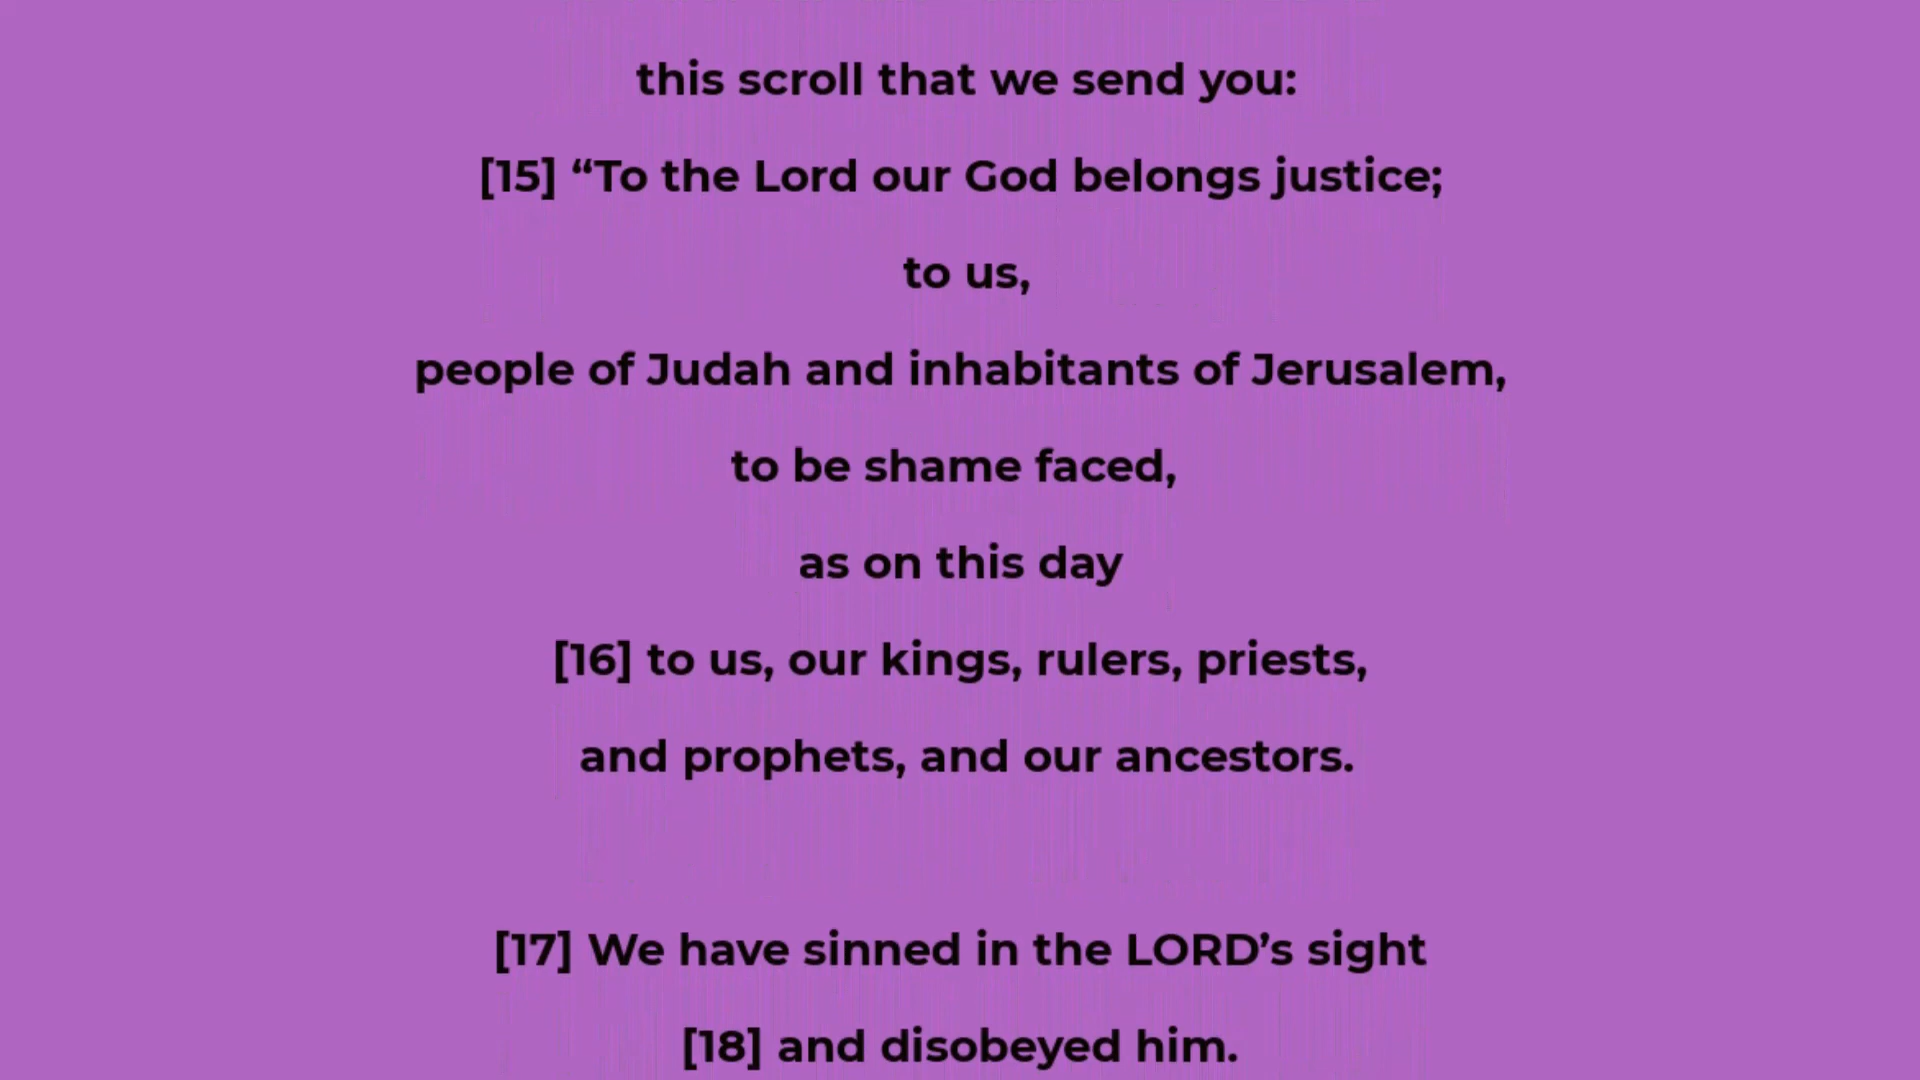 this scroll that we send you:
[15] “To the Lord our God belongs justice;
to us,
people of Judah and inhabitants of Jerusalem,
to be shame faced,
as on this day
[16] to us, our kings, rulers, priests,
and prophets, and our ancestors.
[17] We have sinned in the LORD’s sight
[18] and disobeyed him.